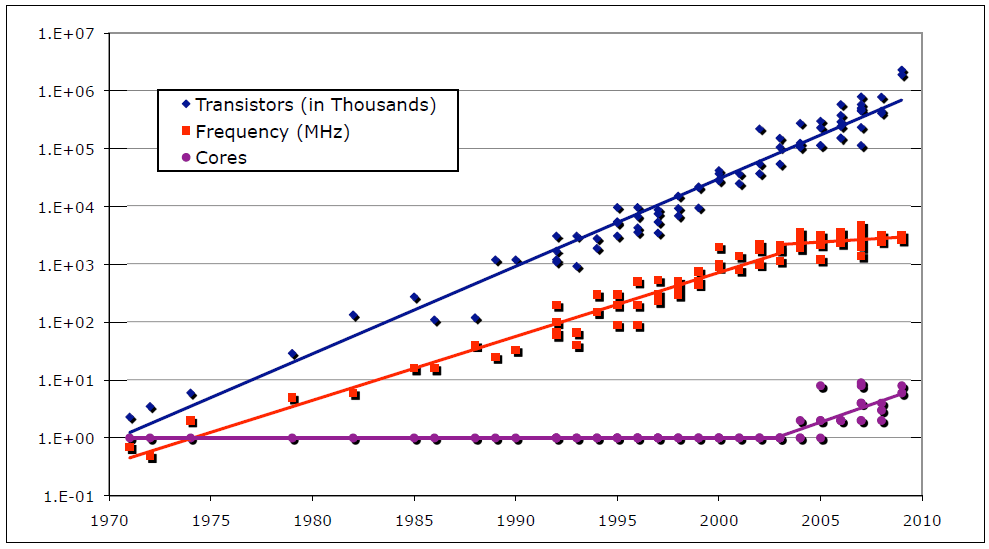 1.E+07
1.E+06
1.E+05
1.E+04
1.E+03
1.E+02
1.E+01
1.E+00
1.E-01
Transistors (in Thousands)
Frequency (MHz)
Cores
1970 1975 1980 1985 1990 1995 2000 2005 2010